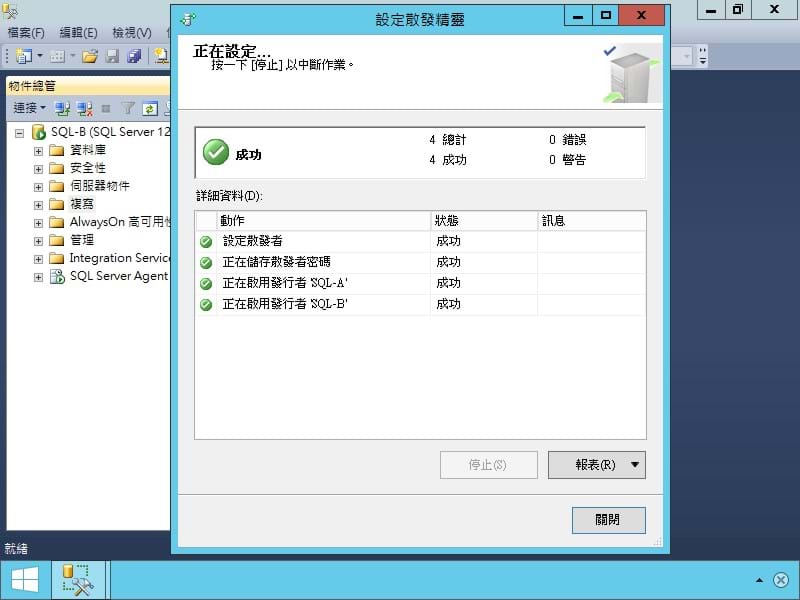 設定散發精靈
檔案(F) 編輯(E) 檢視(V)
正在設定...
按一下 [停止] 以中斷作業。
物件總管
連接
SQL-B (SQL Server 12
資料庫
安全性
伺服器物件
複寫
AlwaysOn 高可用性
管理
Integration Service
SQL Server Agent
成功
4 總計 0 錯誤
4 成功 0 警告
詳細資料(D):
動作 狀態 訊息
設定散發者 成功
正在儲存散發者密碼 成功
正在啟用發行者 'SQL-A' 成功
正在啟用發行者 'SQL-B' 成功
停止(S) 報表(R)
關閉
就緒